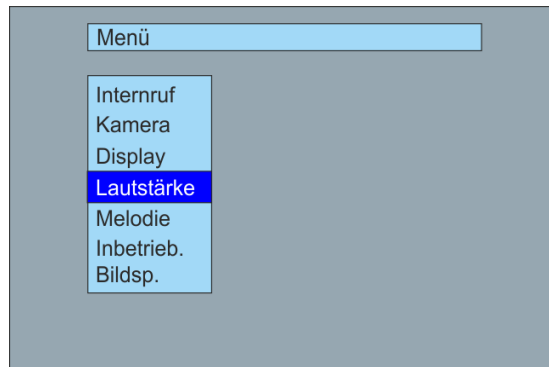 Menü
Internruf
Kamera
Display
Lautstärke
Melodie
Inbetrieb.
Bildsp.